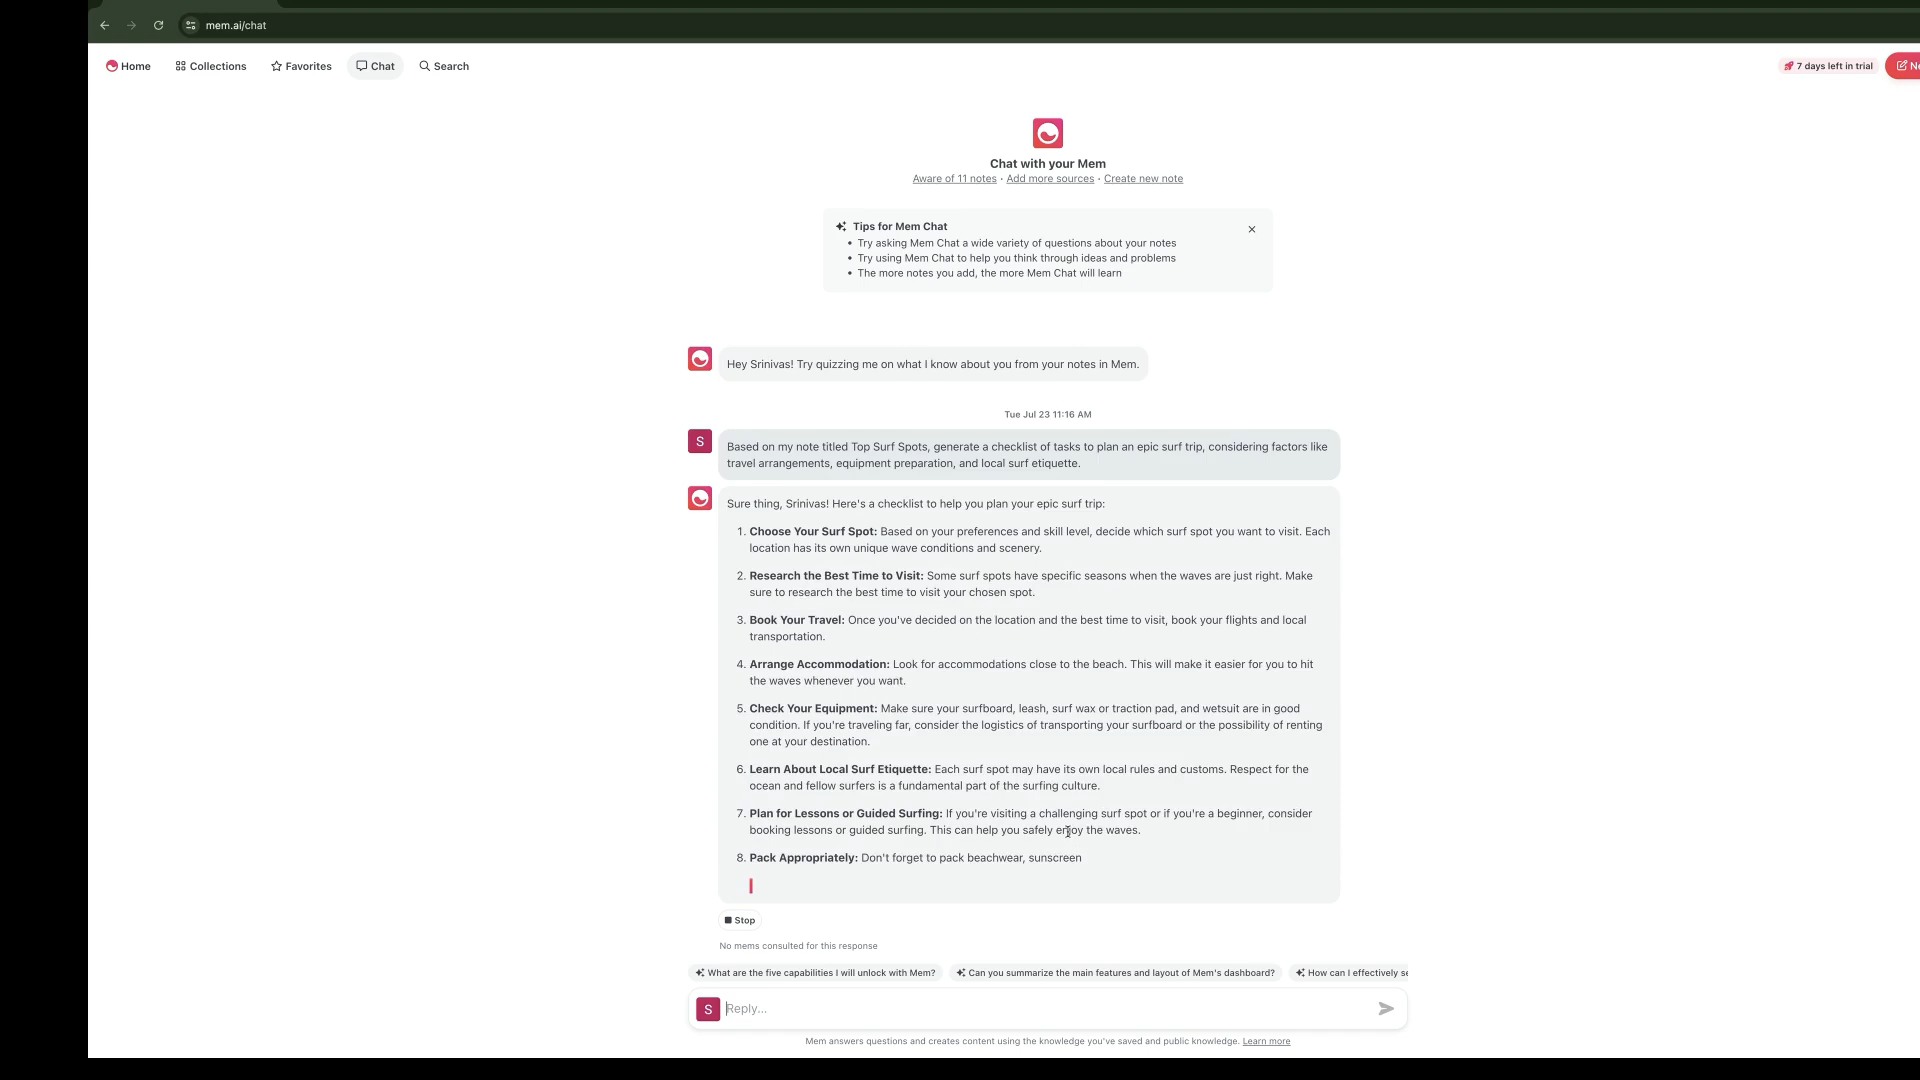 mem.ai/chat
Home
Collections
Favorites
Chat
Search
7 days left in trial
Chat with your Mem
Aware of 11 notes · Add more sources · Create new note
Tips for Mem Chat
• Try asking Mem Chat a wide variety of questions about your notes
• Try using Mem Chat to help you think through ideas and problems
• The more notes you add, the more Mem Chat will learn
Hey Srinivas! Try quizzing me on what I know about you from your notes in Mem.
Tue Jul 23 11:16 AM
S
Based on my note titled Top Surf Spots, generate a checklist of tasks to plan an epic surf trip, considering factors like
travel arrangements, equipment preparation, and local surf etiquette.
Sure thing, Srinivas! Here's a checklist to help you plan your epic surf trip:
1. Choose Your Surf Spot: Based on your preferences and skill level, decide which surf spot you want to visit. Each
location has its own unique wave conditions and scenery.
2. Research the Best Time to Visit: Some surf spots have specific seasons when the waves are just right. Make
sure to research the best time to visit your chosen spot.
3. Book Your Travel: Once you've decided on the location and the best time to visit, book your flights and local
transportation.
4. Arrange Accommodation: Look for accommodations close to the beach. This will make it easier for you to hit
the waves whenever you want.
5. Check Your Equipment: Make sure your surfboard, leash, surf wax or traction pad, and wetsuit are in good
condition. If you're traveling far, consider the logistics of transporting your surfboard or the possibility of renting
one at your destination.
6. Learn About Local Surf Etiquette: Each surf spot may have its own local rules and customs. Respect for the
ocean and fellow surfers is a fundamental part of the surfing culture.
7. Plan for Lessons or Guided Surfing: If you're visiting a challenging surf spot or if you're a beginner, consider
booking lessons or guided surfing. This can help you safely enjoy the waves.
8. Pack Appropriately: Don't forget to pack beachwear, sunscreen
Stop
No mems consulted for this response
What are the five capabilities I will unlock with Mem?
Can you summarize the main features and layout of Mem's dashboard?
How can I effectively
S
Reply...
Mem answers questions and creates content using the knowledge you've saved and public knowledge. Learn more